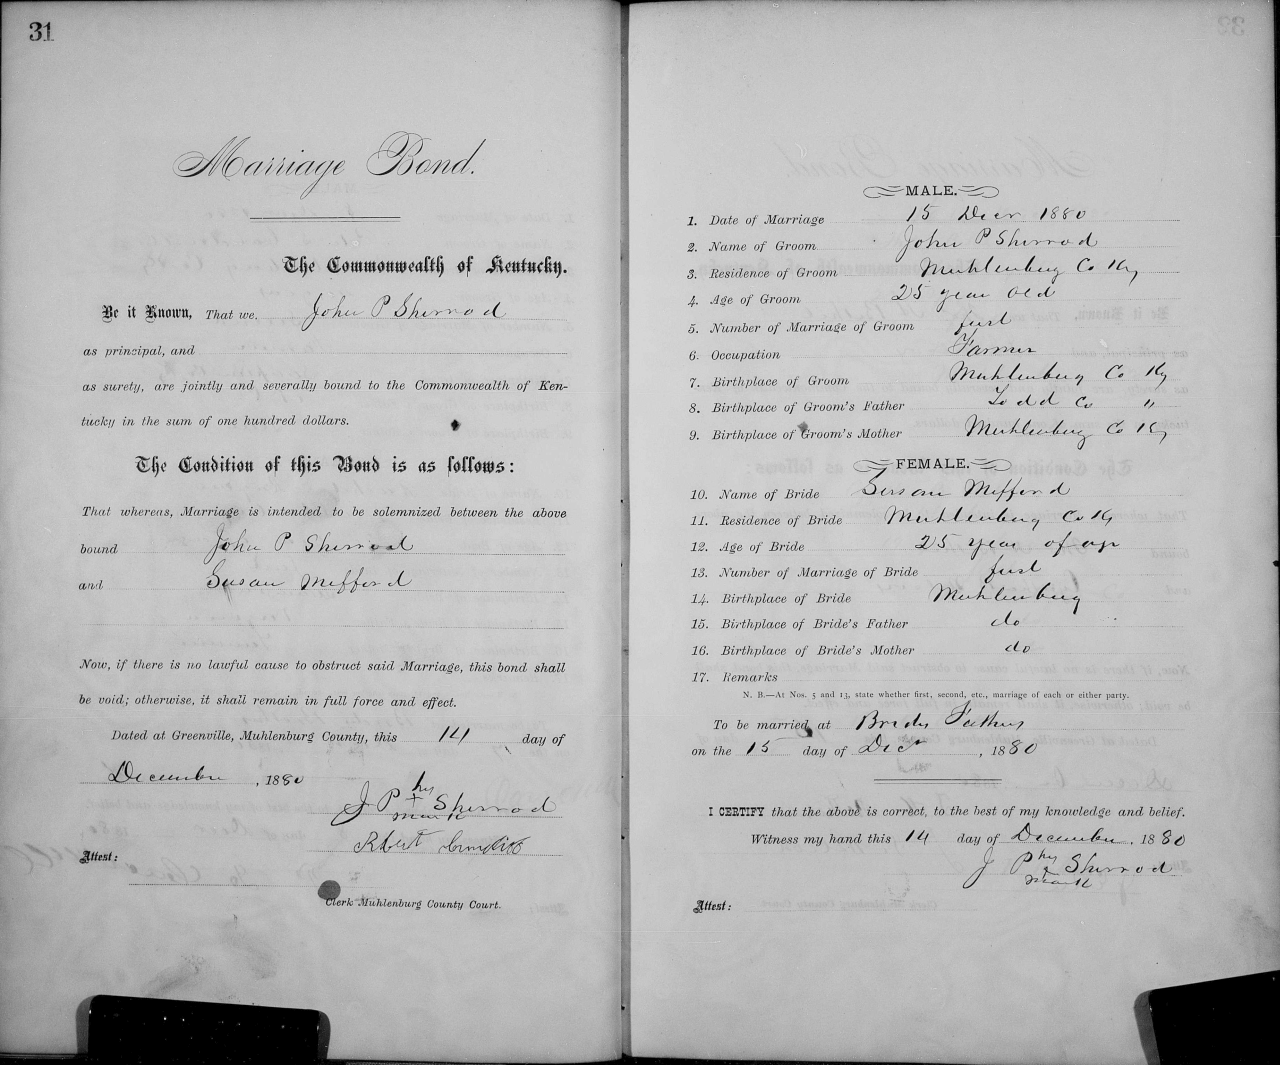 31
Marriage Bond.
The Commonwealth of Kentucky.
Be it Known, That we, John P Sherrod
as principal, and
as surety, are jointly and severally bound to the Commonwealth of Ken-
tucky in the sum of one hundred dollars.
The Condition of this Bond is as follows:
That whereas, Marriage is intended to be solemnized between the above
bound John P Sherrod
and Susan Mefford
Now, if there is no lawful cause to obstruct said Marriage, this bond shall
be void; otherwise, it shall remain in full force and effect.
Dated at Greenville, Muhlenburg County, this 14 day of
December, 1880
J P his Sherrod
+
mark
Robert
Attest:
Clerk Muhlenburg County Court.
MALE.
1. Date of Marriage 15 Decr 1880
2. Name of Groom John P Sherrod
3. Residence of Groom Muhlenburg Co Ky
4. Age of Groom 25 year old
5. Number of Marriage of Groom first
6. Occupation Farmer
7. Birthplace of Groom Muhlenburg Co Ky
8. Birthplace of Groom's Father Todd Co "
9. Birthplace of Groom's Mother Muhlenburg Co Ky
FEMALE.
10. Name of Bride Susan Mefford
11. Residence of Bride Muhlenburg Co Ky
12. Age of Bride 25 year of age
13. Number of Marriage of Bride first
14. Birthplace of Bride Muhlenburg
15. Birthplace of Bride's Father do
16. Birthplace of Bride's Mother do
17. Remarks
N. B.—At Nos. 5 and 13, state whether first, second, etc., marriage of each or either party.
To be married at Brides Fathers
on the 15 day of Decr, 1880
I CERTIFY that the above is correct, to the best of my knowledge and belief.
Witness my hand this 14 day of December, 1880
J P his Sherrod
+
mark
Attest: